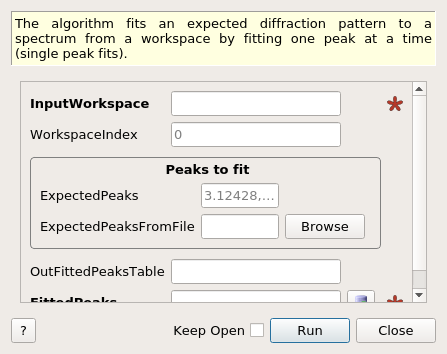 The algorithm fits an expected diffraction pattern to a
spectrum from a workspace by fitting one peak at a time
(single peak fits).
InputWorkspace
WorkspaceIndex 0
Peaks to fit
ExpectedPeaks 3.12428,...
ExpectedPeaksFromFile Browse
OutFittedPeaksTable
FittedPeaks
? Keep Open Run Close